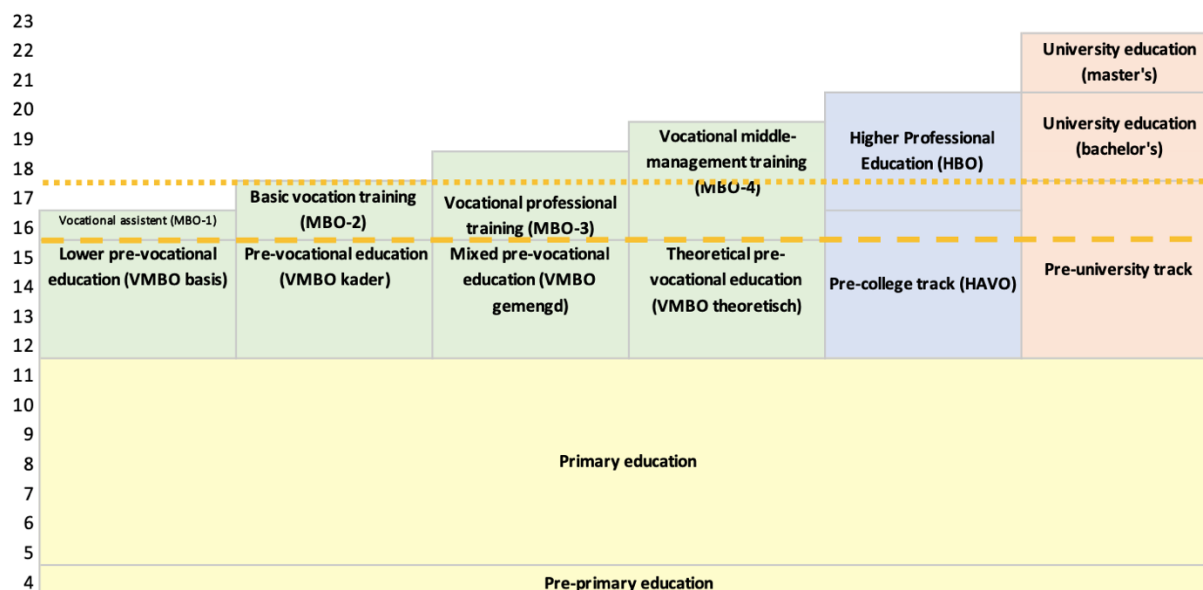 23
22
21
20
19
18
17
16
15
14
13
12
11
10
9
8
7
6
5
4
University education
(master's)
University education
(bachelor's)
Pre-university track
Higher Professional
Education (HBO)
Pre-college track (HAVO)
Vocational middle-
management training
(MBO-4)
Theoretical pre-
vocational education
(VMBO theoretisch)
Vocational professional
training (MBO-3)
Mixed pre-vocational
education (VMBO
gemengd)
Basic vocation training
(MBO-2)
Pre-vocational education
(VMBO kader)
Vocational assistent (MBO-1)
Lower pre-vocational
education (VMBO basis)
Primary education
Pre-primary education